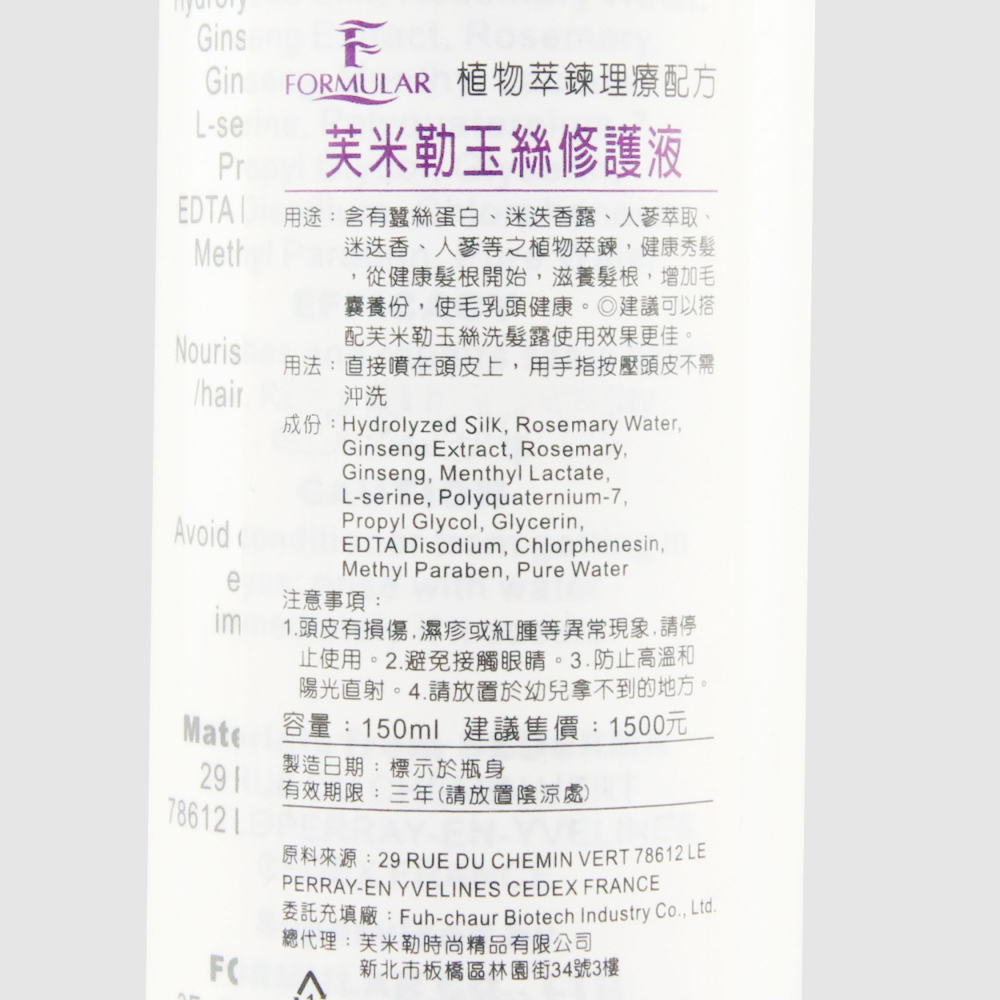 FORMULAR 植物萃鍊理療配方
芙米勒玉絲修護液
用途：含有蠶絲蛋白、迷迭香露、人蔘萃取、
迷迭香、人蔘等之植物萃鍊，健康秀髮
，從健康髮根開始，滋養髮根，增加毛
囊養份，使毛乳頭健康。◎建議可以搭
配芙米勒玉絲洗髮露使用效果更佳。
用法：直接噴在頭皮上，用手指按壓頭皮不需
沖洗
成份：Hydrolyzed Silk, Rosemary Water,
Ginseng Extract, Rosemary,
Ginseng, Menthyl Lactate,
L-serine, Polyquaternium-7,
Propyl Glycol, Glycerin,
EDTA Disodium, Chlorphenesin,
Methyl Paraben, Pure Water
注意事項：
1.頭皮有損傷,濕疹或紅腫等異常現象,請停
止使用。2.避免接觸眼睛。3.防止高溫和
陽光直射。4.請放置於幼兒拿不到的地方。
容量：150ml 建議售價：1500元
製造日期：標示於瓶身
有效期限：三年(請放置陰涼處)
原料來源：29 RUE DU CHEMIN VERT 78612 LE
PERRAY-EN YVELINES CEDEX FRANCE
委託充填廠：Fuh-chaur Biotech Industry Co., Ltd.
總代理：芙米勒時尚精品有限公司
新北市板橋區林園街34號3樓